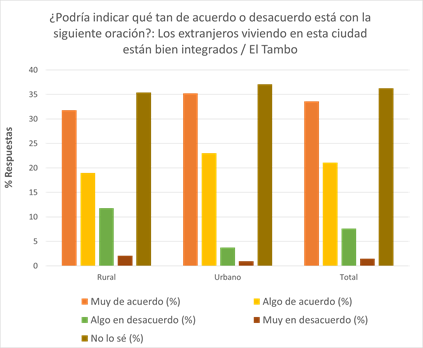 ¿Podría indicar qué tan de acuerdo o desacuerdo está con la
siguiente oración?: Los extranjeros viviendo en esta ciudad
están bien integrados / El Tambo
% Respuestas
40
35
30
25
20
15
10
5
0
Rural Urbano Total
Muy de acuerdo (%) Algo de acuerdo (%)
Algo en desacuerdo (%) Muy en desacuerdo (%)
No lo sé (%)